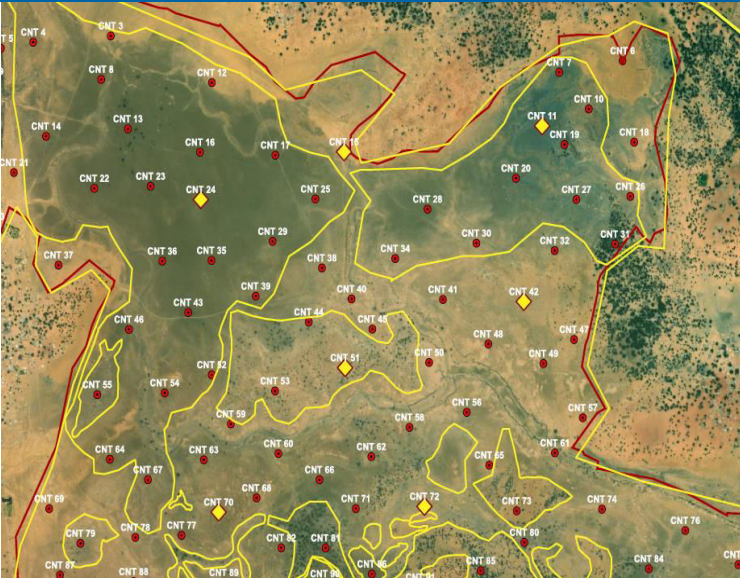 CNT 3
CNT 4
T 5
CNT 6
CNT 7
CNT 8
CNT 12
CNT 10
CNT 11
CNT 13
CNT 14
CNT 18
CNT 19
CNT 15
CNT 16
CNT 17
CNT 21
CNT 20
CNT 22
CNT 23
CNT 24
CNT 25
CNT 26
CNT 27
CNT 28
CNT 29
CNT 30
CNT 31
CNT 32
CNT 34
CNT 35
CNT 36
CNT 37
CNT 38
CNT 39
CNT 40
CNT 41
CNT 42
CNT 43
CNT 44
CNT 45
CNT 46
CNT 47
CNT 48
CNT 49
CNT 50
CNT 51
CNT 52
CNT 53
CNT 54
CNT 55
CNT 56
CNT 57
CNT 58
CNT 59
CNT 60
CNT 61
CNT 62
CNT 63
CNT 64
CNT 65
CNT 66
CNT 67
CNT 68
CNT 69
CNT 70
CNT 71
CNT 72
CNT 73
CNT 74
CNT 76
CNT 77
CNT 78
CNT 79
CNT 80
CNT 81
CNT 82
CNT 84
CNT 85
CNT 86
CNT 87
CNT 88
CNT 89
CNT 90
CNT